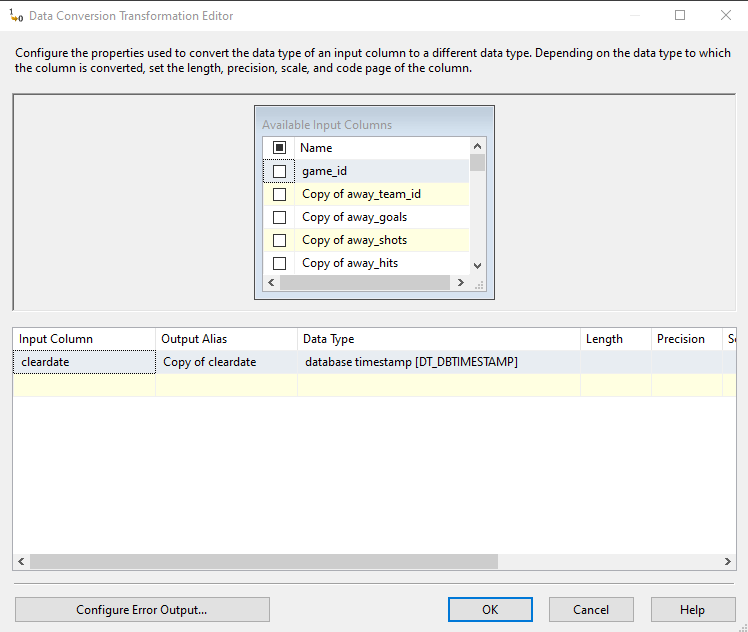 Data Conversion Transformation Editor
Configure the properties used to convert the data type of an input column to a different data type. Depending on the data type to which
the column is converted, set the length, precision, scale, and code page of the column.
Available Input Columns
Name
game_id
Copy of away_team_id
Copy of away_goals
Copy of away_shots
Copy of away_hits
Input Column Output Alias Data Type Length Precision
cleardate Copy of cleardate database timestamp [DT_DBTIMESTAMP]
Configure Error Output... OK Cancel Help